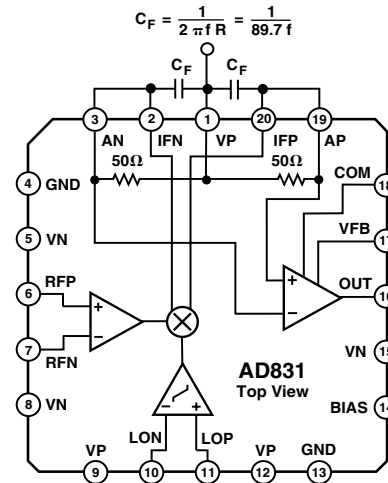 C_F = 1 / 2 π f R = 1 / 89.7 f
C_F C_F
3 2 1 20 19
AN IFN VP IFP AP
50Ω 50Ω
COM
18
4 GND
VFB
17
5 VN
6 RFP
+
−
+
−
OUT
16
7 RFN
AD831
Top View
VN
15
8 VN
− +
BIAS
14
LON LOP
VP VP GND
9 10 11 12 13